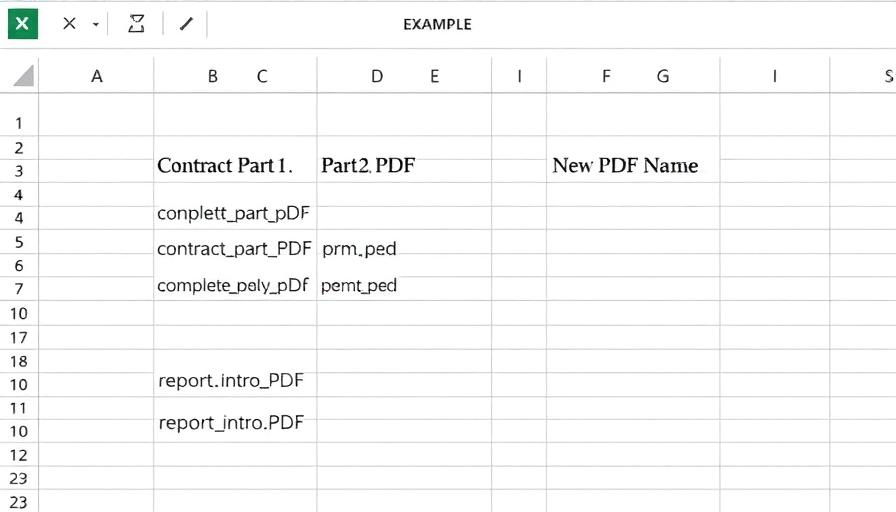 EXAMPLE
A B C D E I F G I S
1
2
3 Contract Part 1. Part2.PDF New PDF Name
4
4 conplett_part_pDF
5 contract_part_PDF prm.ped
6
7 complete_paly_pDf pemt_ped
10
17
18
10 report.intro_PDF
11
10 report_intro.PDF
12
23
23